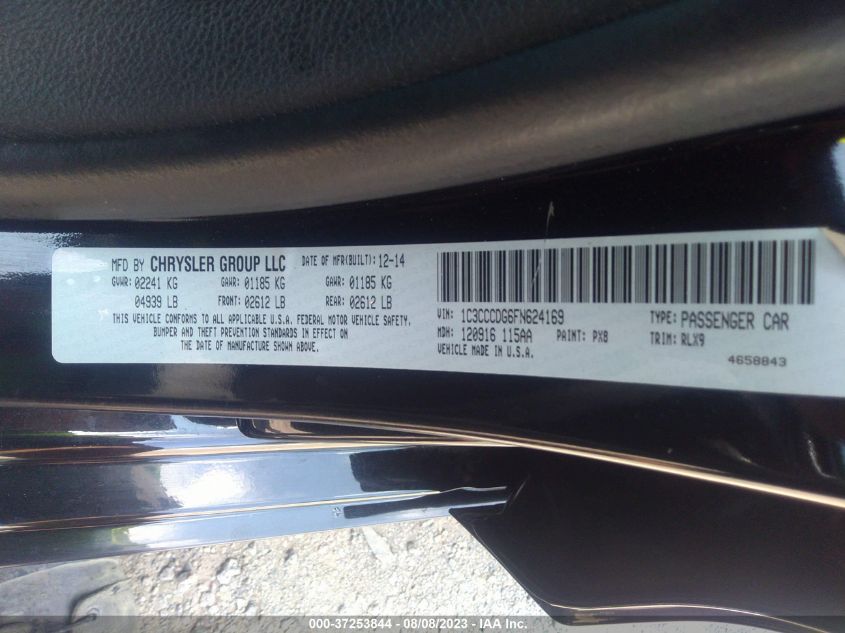 MFD BY CHRYSLER GROUP LLC DATE OF MFR(BUILT): 12-14
GVWR: 02241 KG GAWR: 01185 KG GAWR: 01185 KG
04939 LB FRONT: 02612 LB REAR: 02612 LB
THIS VEHICLE CONFORMS TO ALL APPLICABLE U.S.A. FEDERAL MOTOR VEHICLE SAFETY,
BUMPER AND THEFT PREVENTION STANDARDS IN EFFECT ON
THE DATE OF MANUFACTURE SHOWN ABOVE.
VIN: 1C3CCCDG6FN624169 TYPE: PASSENGER CAR
MDH: 120916 115AA PAINT: PX8 TRIM: RLX9
VEHICLE MADE IN U.S.A. 4658843
000-37253844 - 08/08/2023 - IAA Inc.